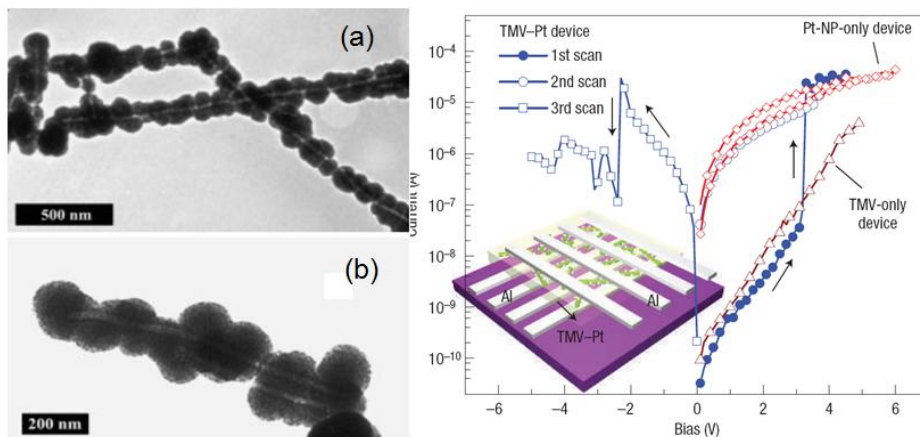 (a)
500 nm
(b)
200 nm
TMV–Pt device
1st scan
2nd scan
3rd scan
Pt-NP-only device
TMV-only
device
10⁻⁴
10⁻⁵
10⁻⁶
10⁻⁷
10⁻⁸
10⁻⁹
10⁻¹⁰
(A)
Al
Al
TMV–Pt
−6
−4
−2
0
2
4
6
Bias (V)